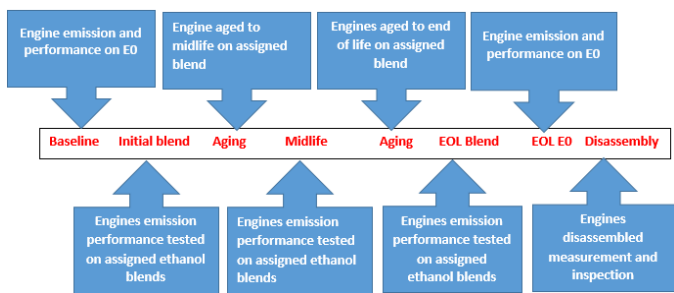 Engine emission and
performance on E0
Engine aged to
midlife on assigned
blend
Engines aged to end
of life on assigned
blend
Engine emission and
performance on E0
Baseline Initial blend Aging Midlife Aging EOL Blend EOL E0 Disassembly
Engines emission
performance tested
on assigned ethanol
blends
Engines emission
performance tested
on assigned ethanol
blends
Engines emission
performance tested
on assigned
ethanol blends
Engines
disassembled
measurement and
inspection